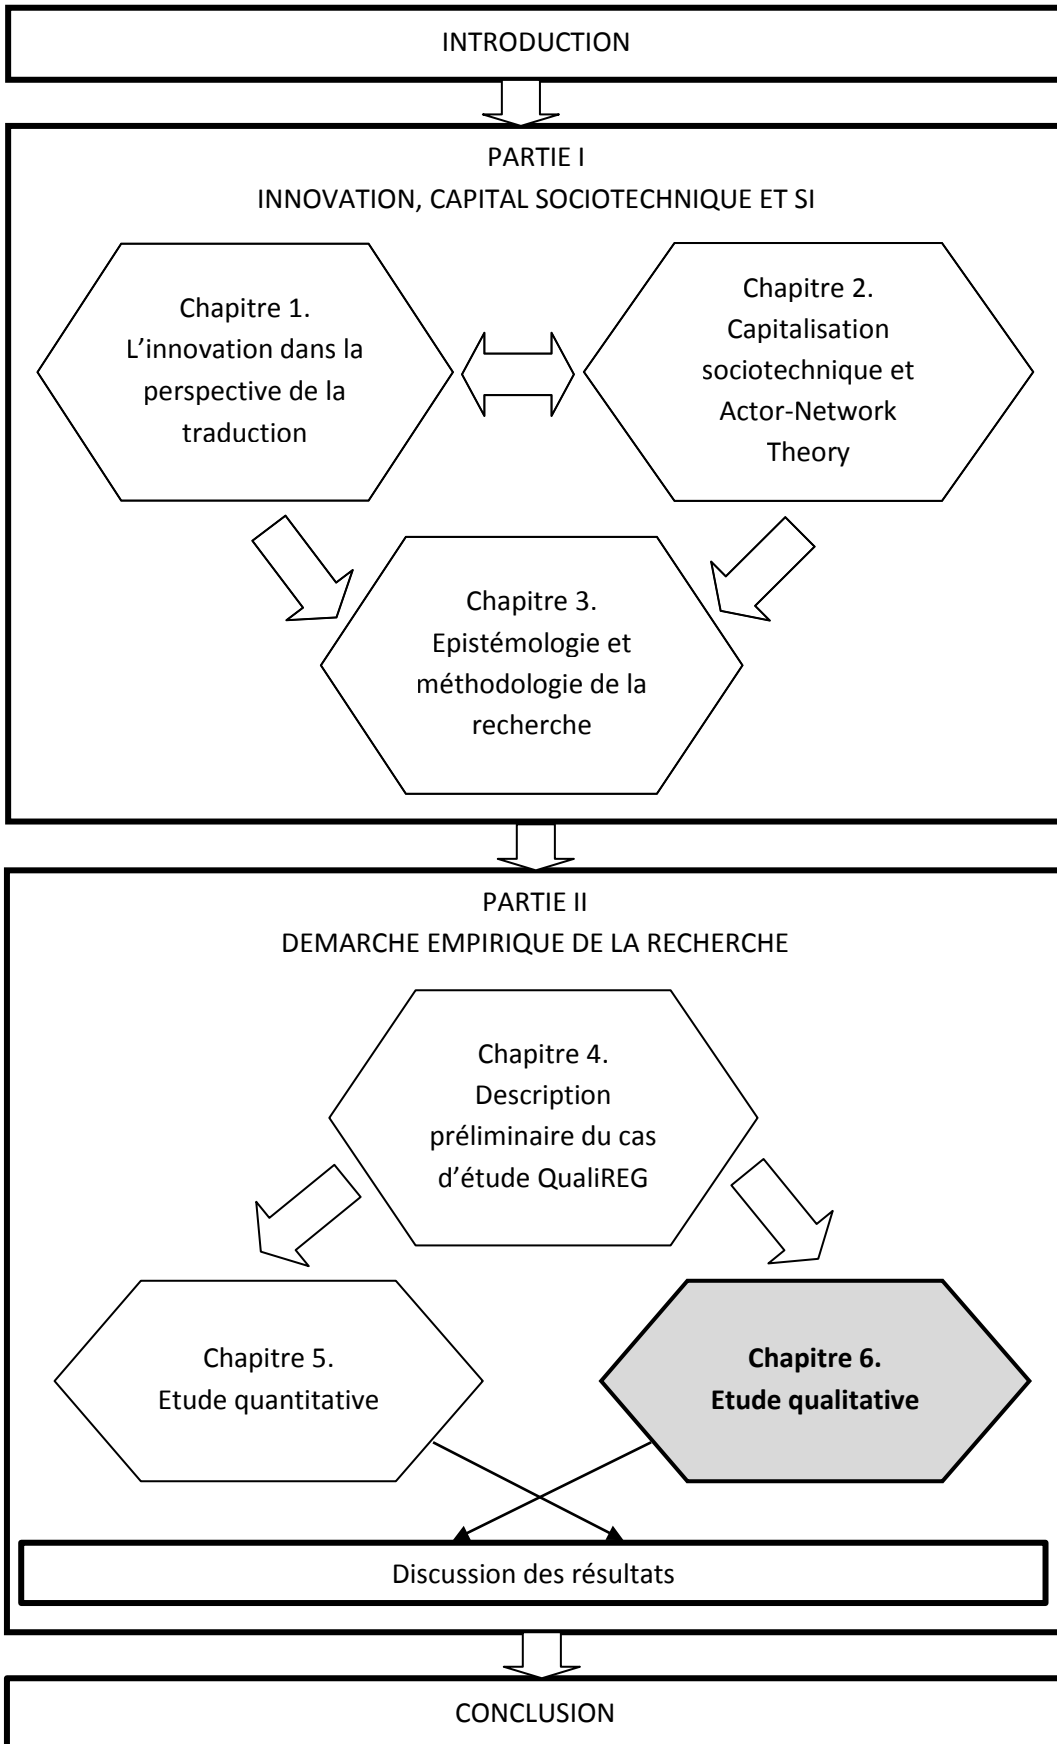 INTRODUCTION
PARTIE I
INNOVATION, CAPITAL SOCIOTECHNIQUE ET SI
Chapitre 1.
L’innovation dans la
perspective de la
traduction
Chapitre 2.
Capitalisation
sociotechnique et
Actor-Network
Theory
Chapitre 3.
Epistémologie et
méthodologie de la
recherche
PARTIE II
DEMARCHE EMPIRIQUE DE LA RECHERCHE
Chapitre 4.
Description
préliminaire du cas
d’étude QualiREG
Chapitre 5.
Etude quantitative
Chapitre 6.
Etude qualitative
Discussion des résultats
CONCLUSION